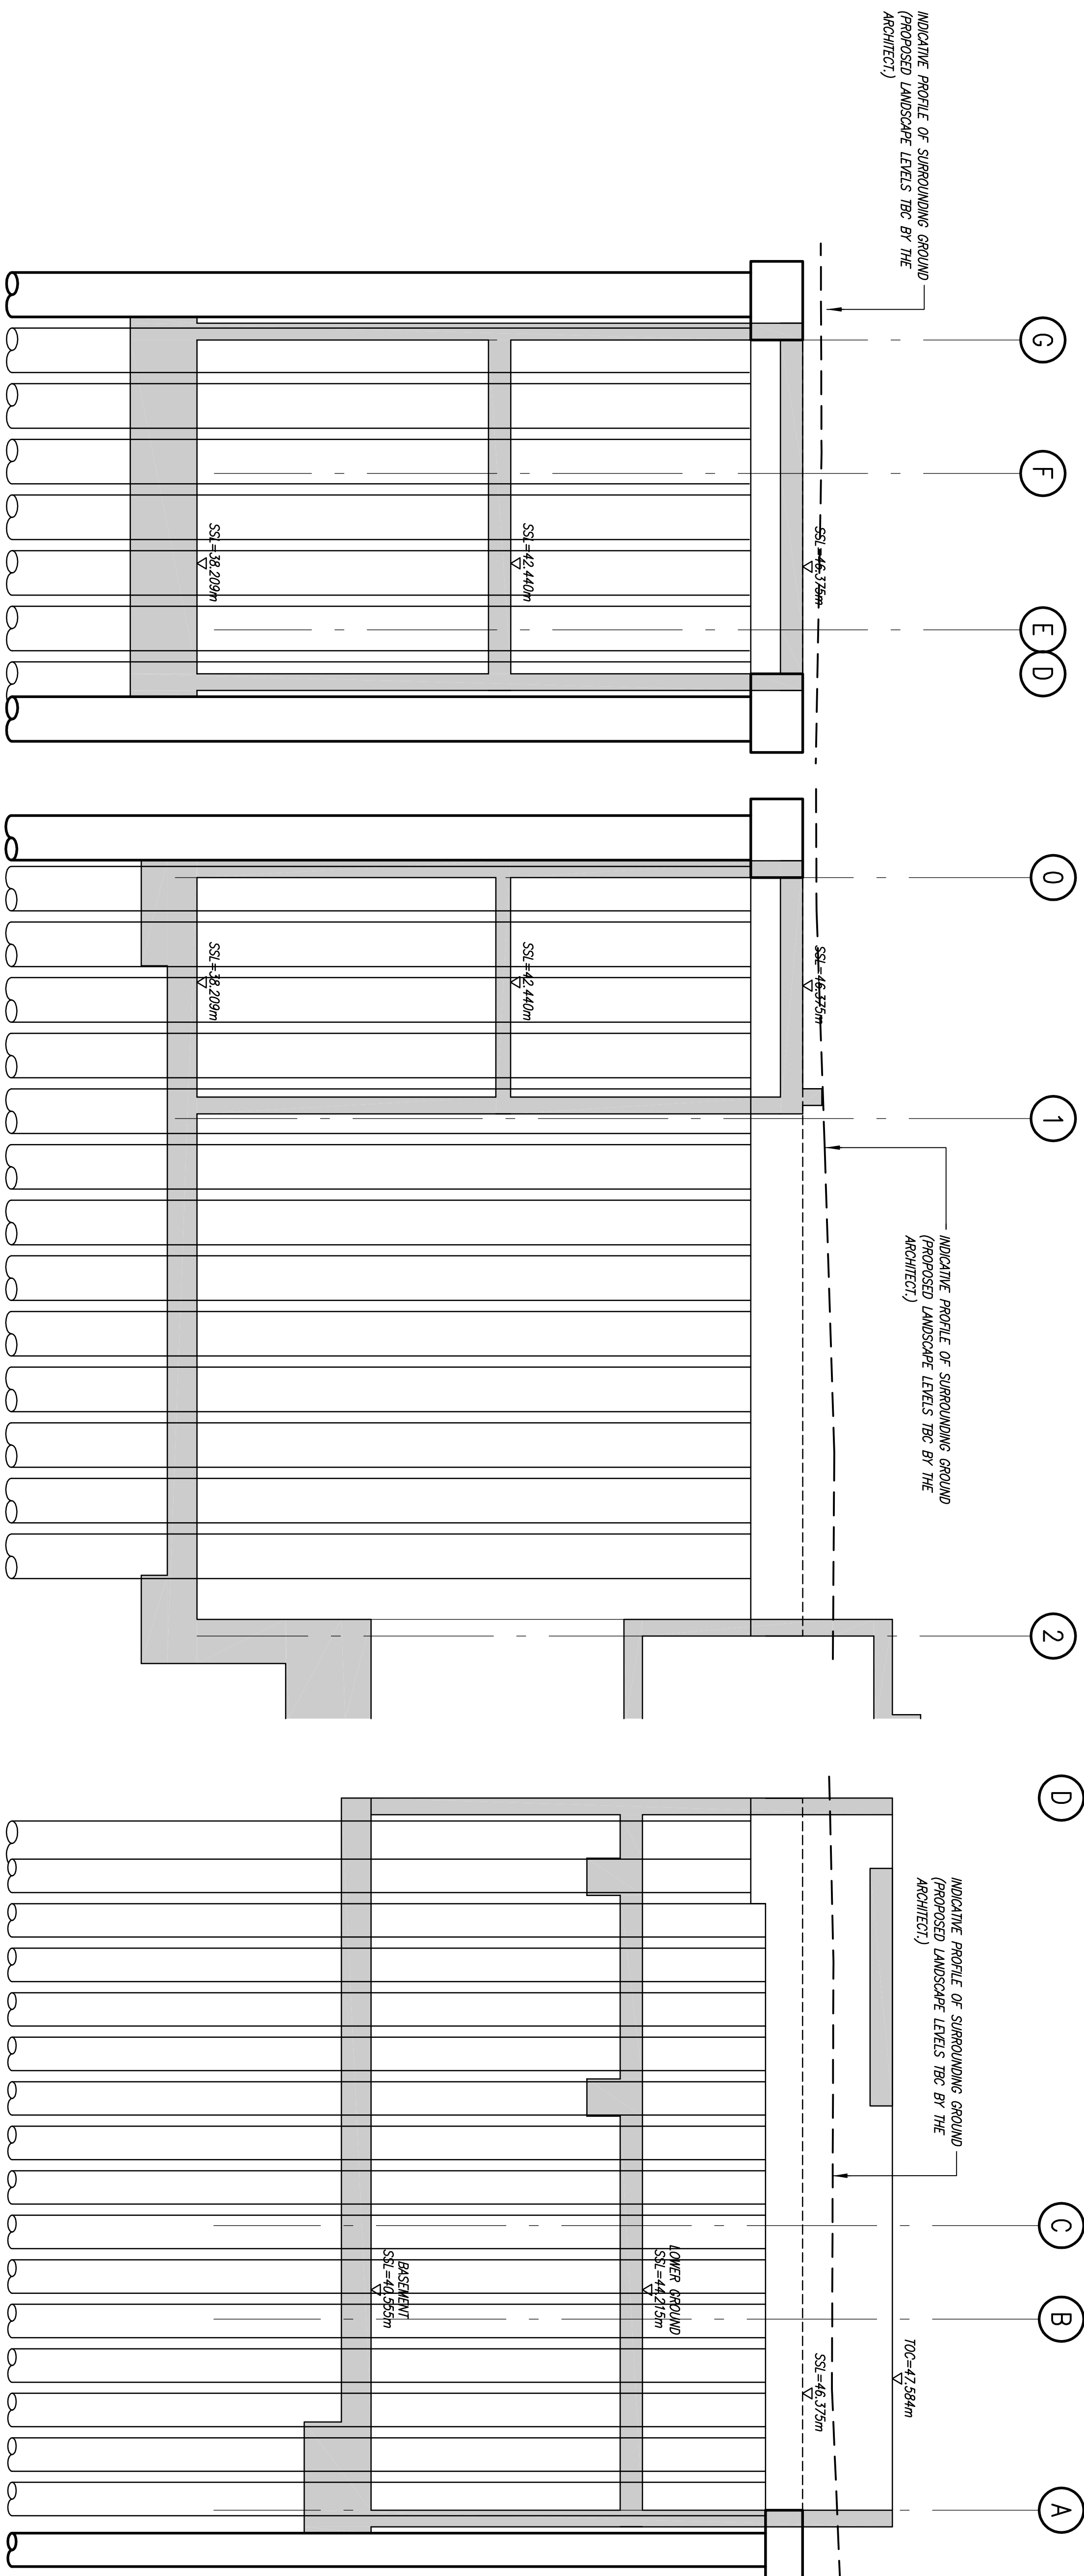 INDICATIVE PROFILE OF SURROUNDING GROUND
(PROPOSED LANDSCAPE LEVELS TBC BY THE
ARCHITECT.)
G
F
E
D
SSL=46.375m
SSL=42.440m
SSL=38.209m
0
1
2
SSL=46.375m
SSL=42.440m
SSL=38.209m
INDICATIVE PROFILE OF SURROUNDING GROUND
(PROPOSED LANDSCAPE LEVELS TBC BY THE
ARCHITECT.)
D
C
B
A
INDICATIVE PROFILE OF SURROUNDING GROUND
(PROPOSED LANDSCAPE LEVELS TBC BY THE
ARCHITECT.)
TOC=47.584m
SSL=46.375m
LOWER GROUND
SSL=44.215m
BASEMENT
SSL=40.555m